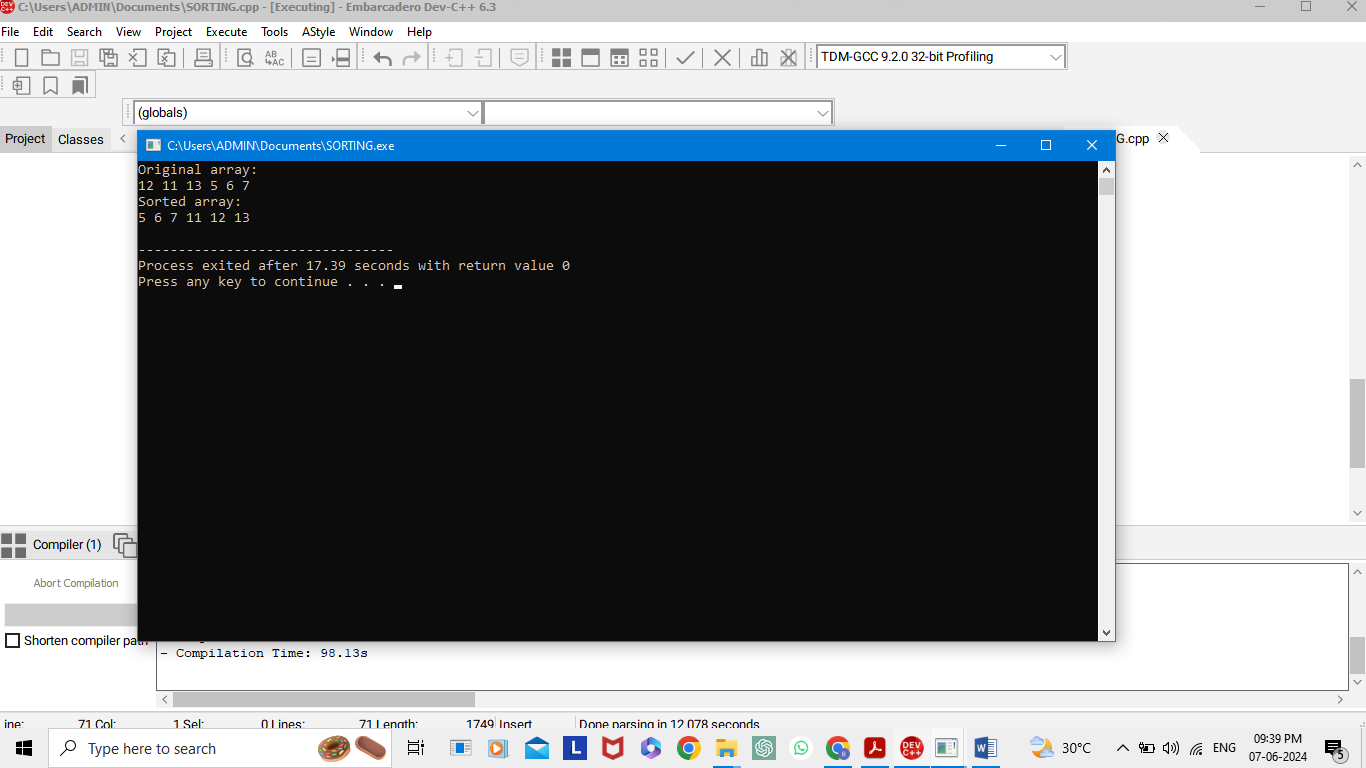 C:\Users\ADMIN\Documents\SORTING.cpp - [Executing] - Embarcadero Dev-C++ 6.3
File Edit Search View Project Execute Tools AStyle Window Help
TDM-GCC 9.2.0 32-bit Profiling
(globals)
Project Classes
G.cpp
C:\Users\ADMIN\Documents\SORTING.exe
Original array:
12 11 13 5 6 7
Sorted array:
5 6 7 11 12 13
--------------------------------
Process exited after 17.39 seconds with return value 0
Press any key to continue . . .
Compiler (1)
Abort Compilation
Shorten compiler path
- Compilation Time: 98.13s
ine: 71 Col: 1 Sel: 0 Lines: 71 Length: 1749 Insert Done parsing in 12.078 seconds
Type here to search
30°C
ENG
09:39 PM
07-06-2024
5